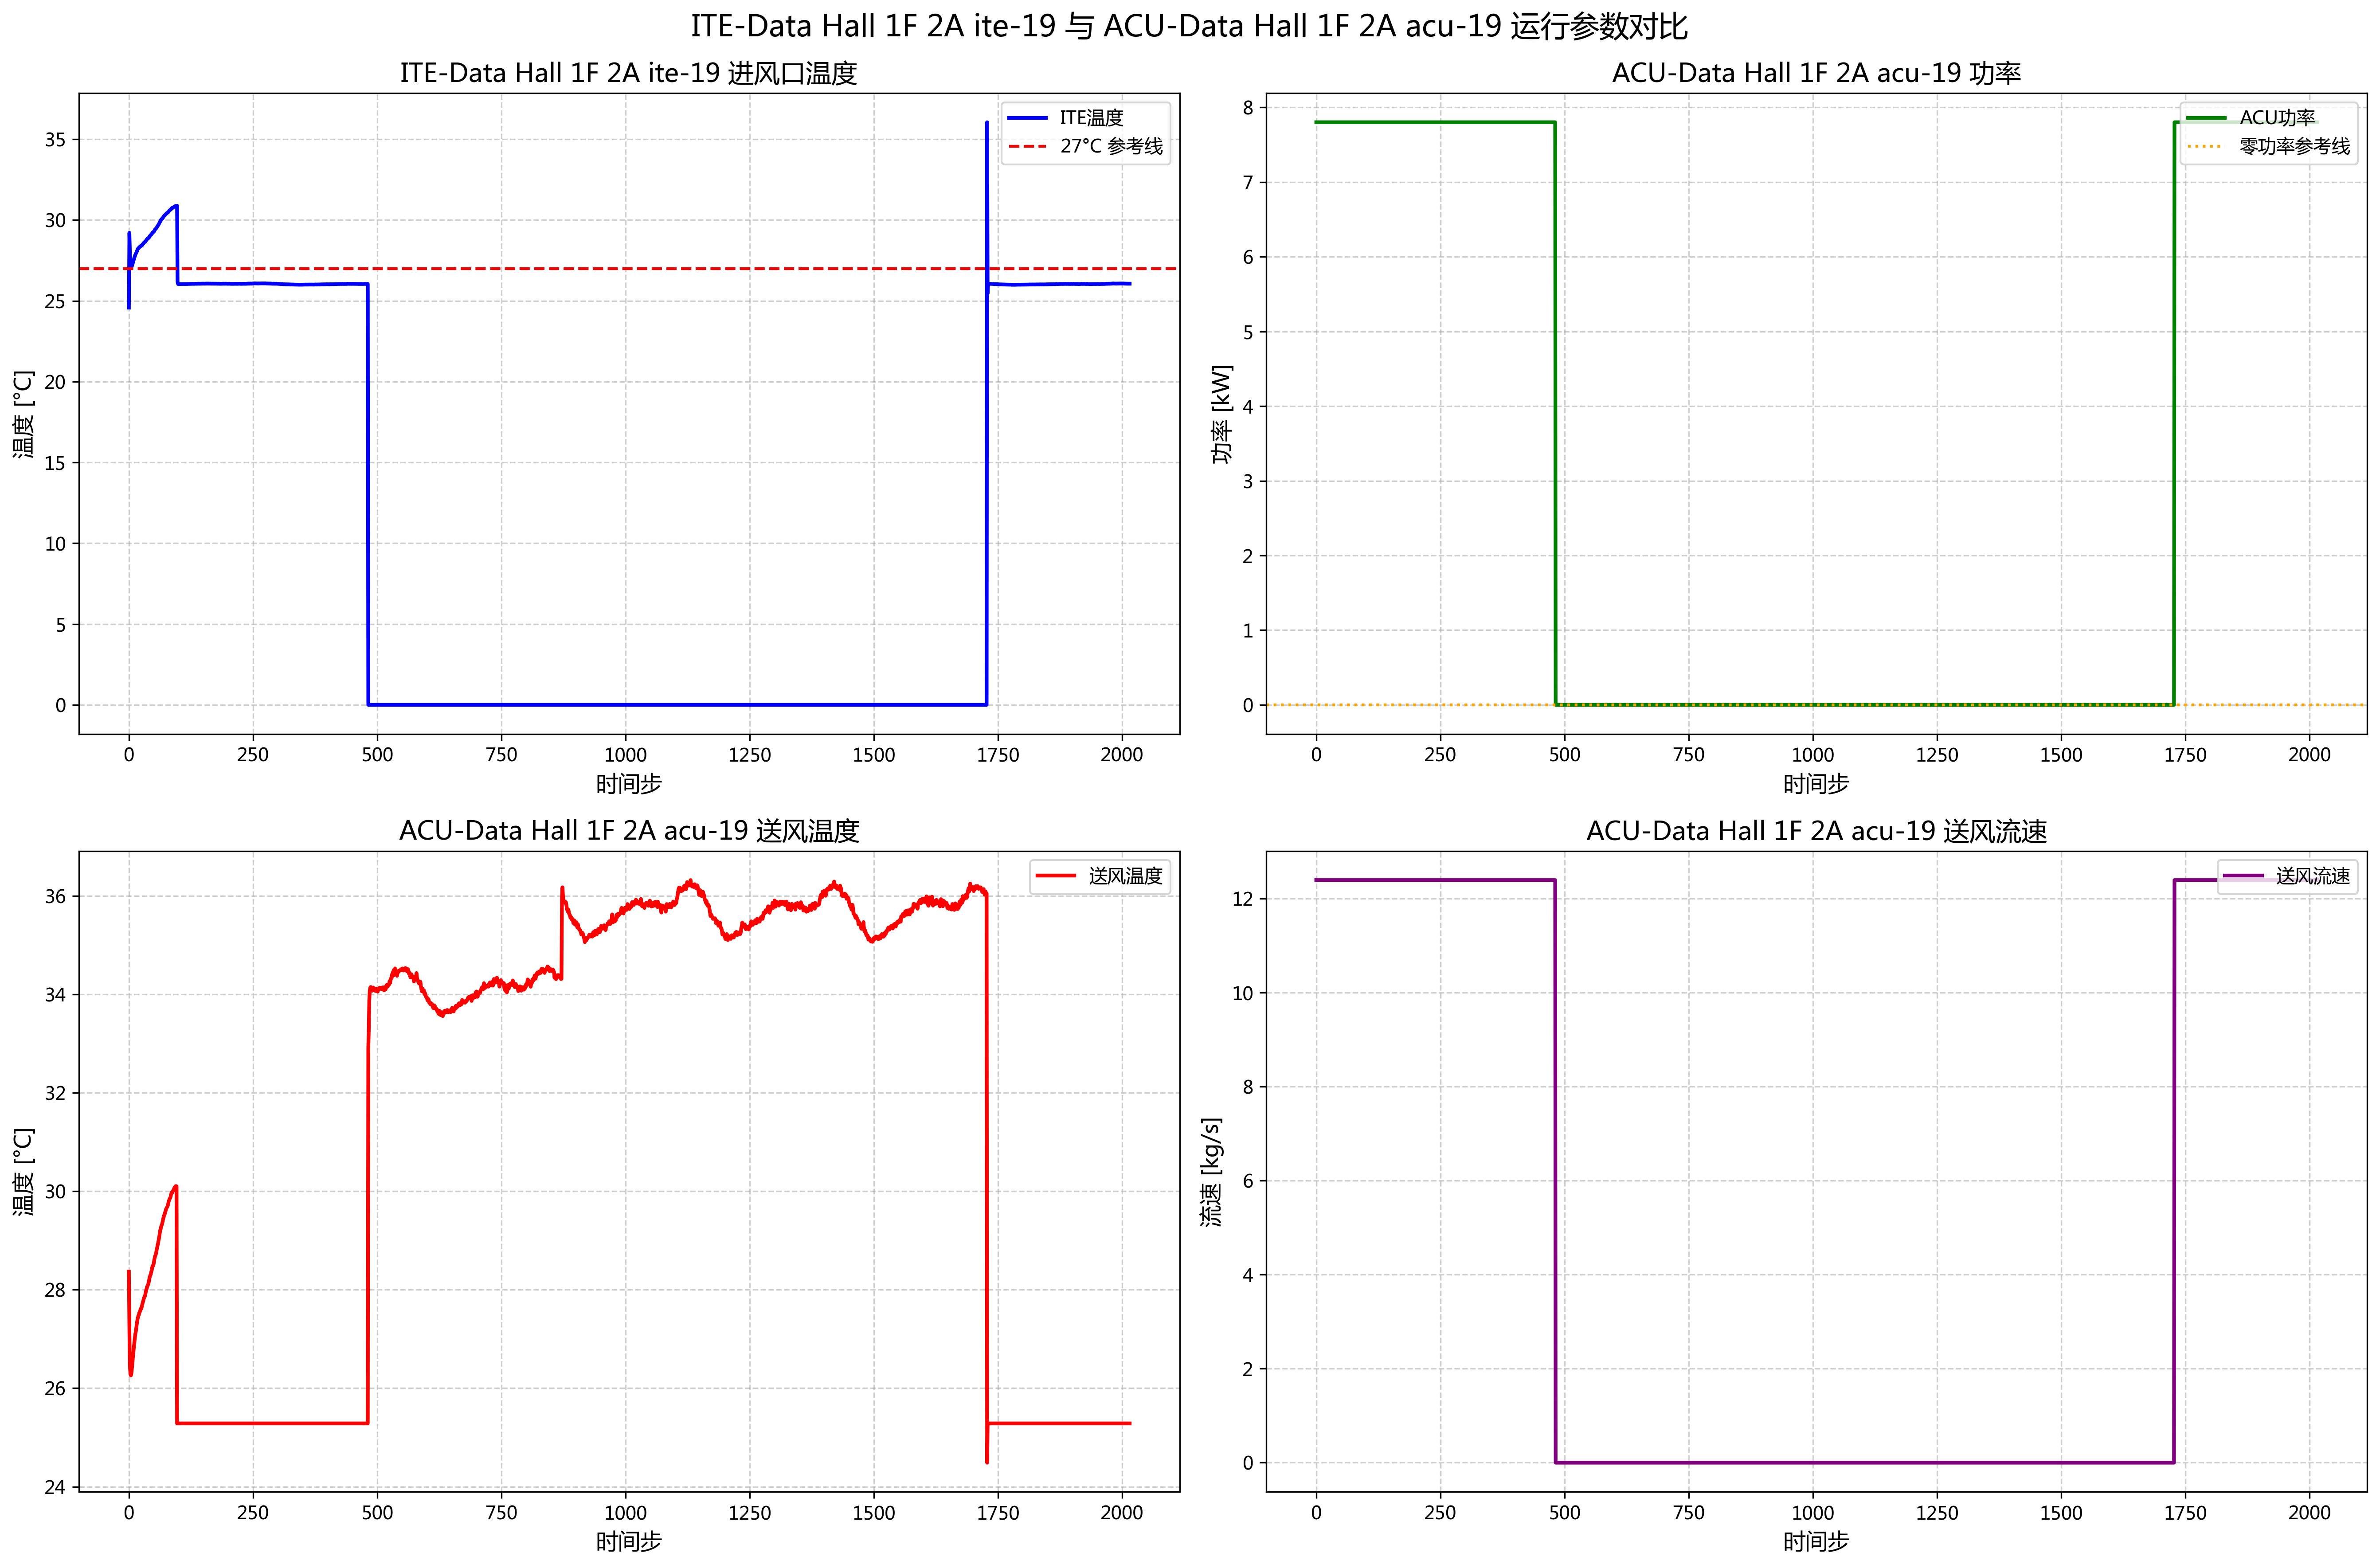 ITE-Data Hall 1F 2A ite-19 与 ACU-Data Hall 1F 2A acu-19 运行参数对比
ITE-Data Hall 1F 2A ite-19 进风口温度
温度 [°C]
35
30
25
20
15
10
5
0
ITE温度
27°C 参考线
0 250 500 750 1000 1250 1500 1750 2000
时间步
ACU-Data Hall 1F 2A acu-19 功率
功率 [kW]
8
7
6
5
4
3
2
1
0
ACU功率
零功率参考线
0 250 500 750 1000 1250 1500 1750 2000
时间步
ACU-Data Hall 1F 2A acu-19 送风温度
温度 [°C]
36
34
32
30
28
26
24
送风温度
0 250 500 750 1000 1250 1500 1750 2000
时间步
ACU-Data Hall 1F 2A acu-19 送风流速
流速 [kg/s]
12
10
8
6
4
2
0
送风流速
0 250 500 750 1000 1250 1500 1750 2000
时间步